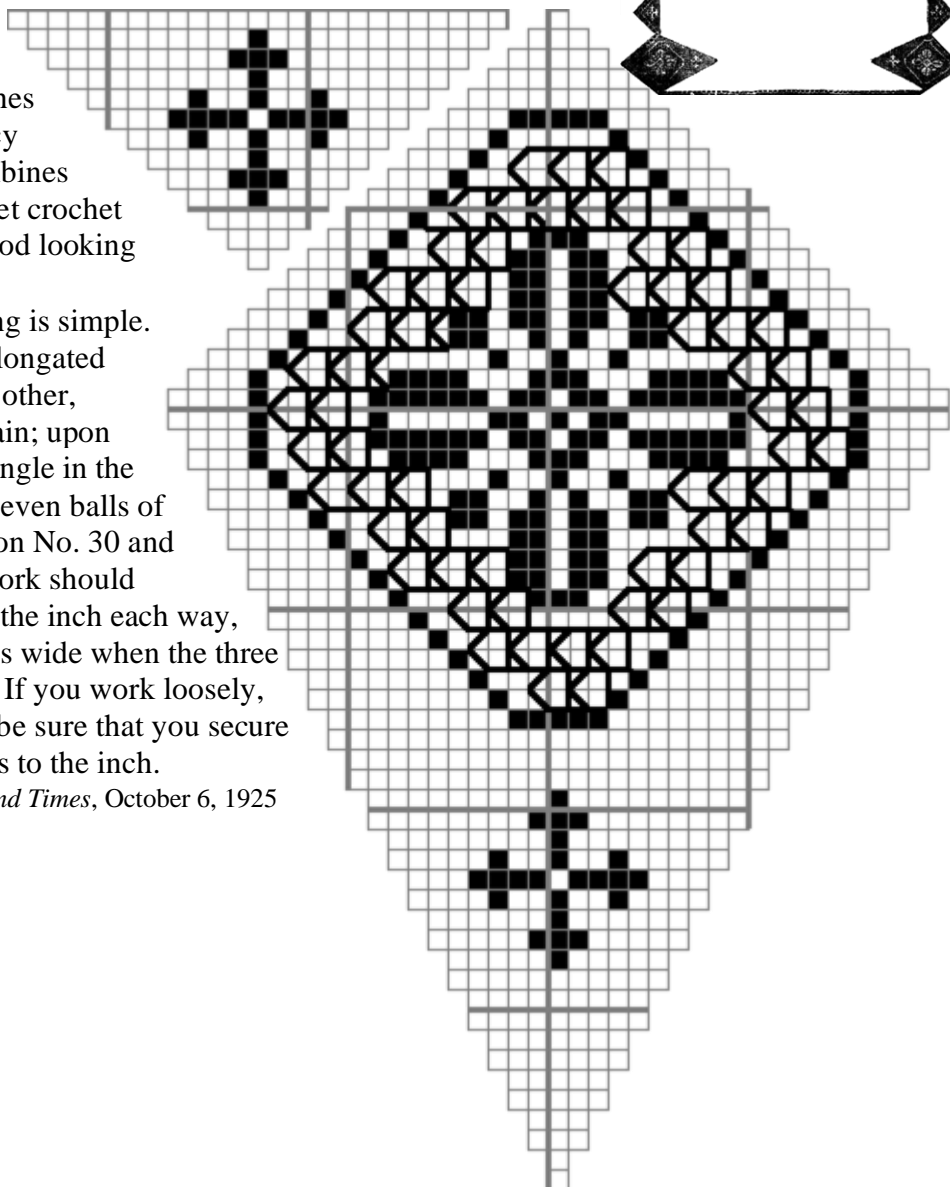 nes
ey
bines
et crochet
od looking
ng is simple.
longated
other,
ain; upon
ngle in the
even balls of
on No. 30 and
ork should
the inch each way,
s wide when the three
If you work loosely,
be sure that you secure
s to the inch.
nd Times, October 6, 1925